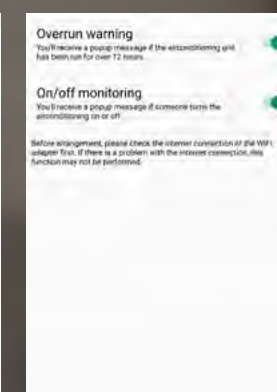 Overrun warning
You'll receive a popup message if the airconditioning unit
has been run for over 12 hours.
On/off monitoring
You'll receive a popup message if someone turns the
airconditioning on or off
Before arrangement, please check the internet connection of the WiFi
adapter first. If there is a problem with the internet connection, this
function may not be performed.